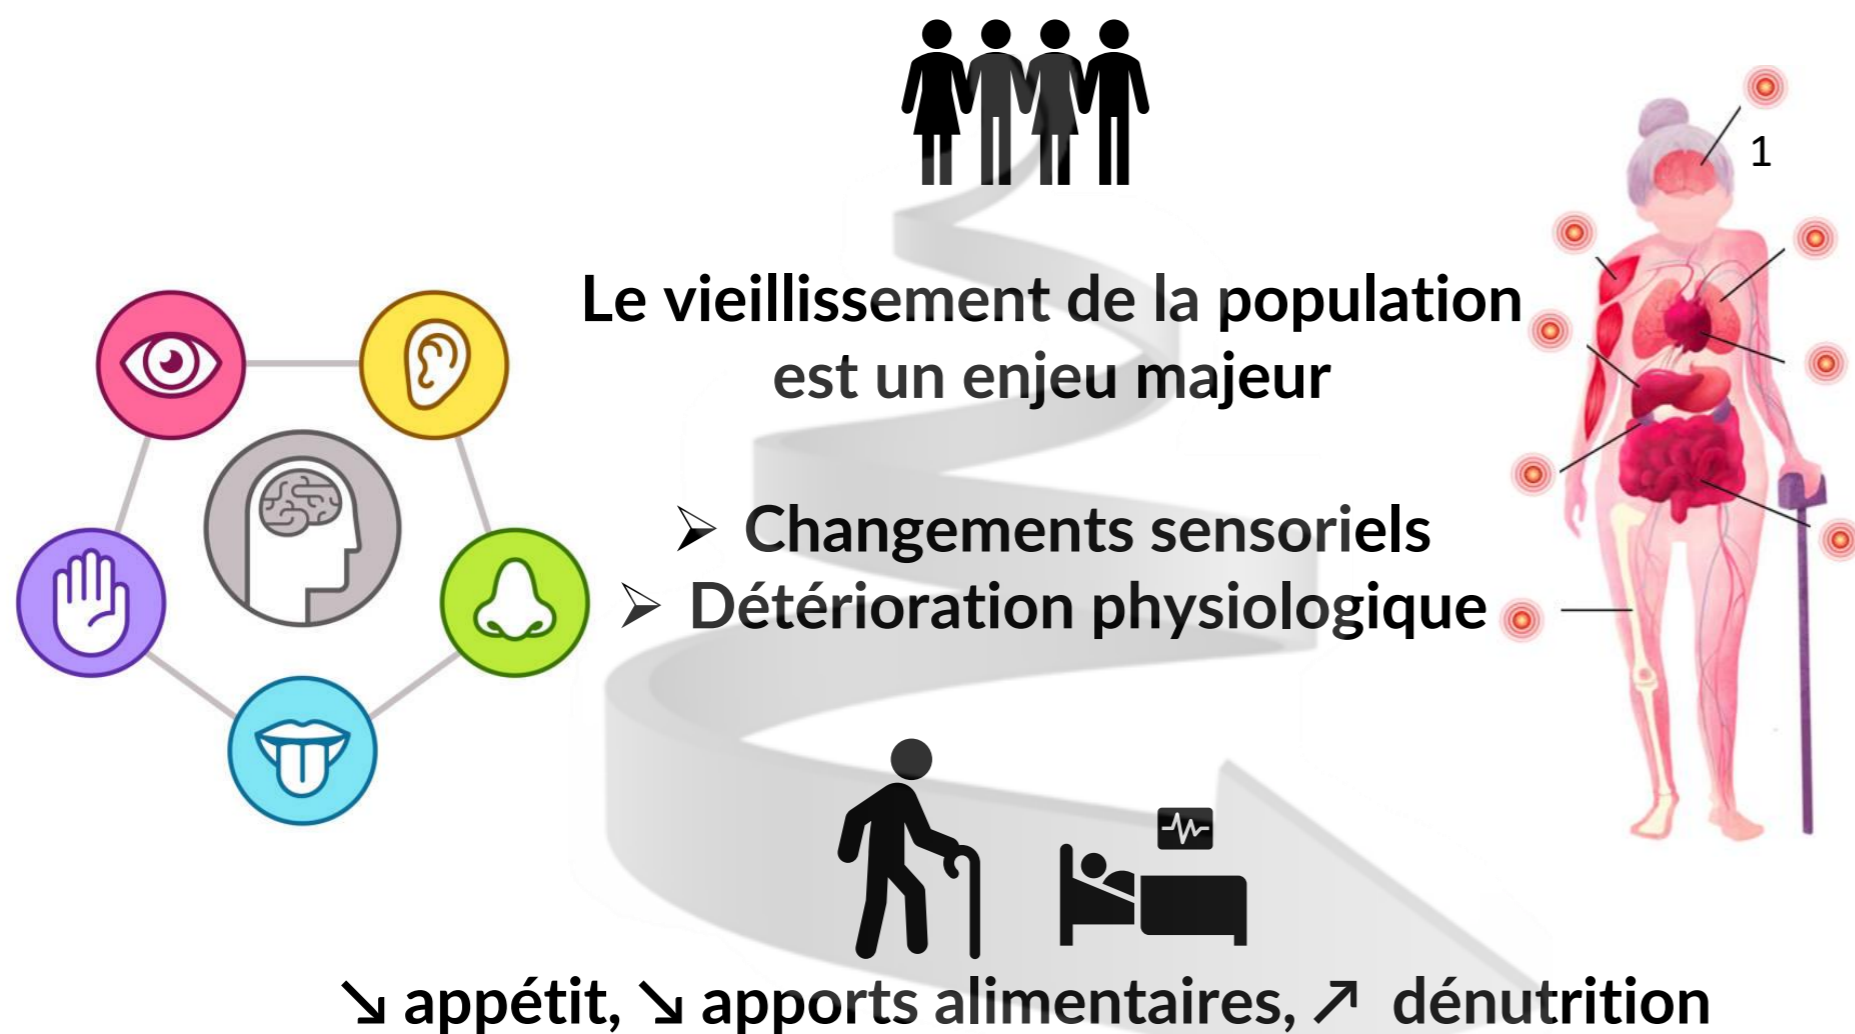 1
Le vieillissement de la population
est un enjeu majeur
➢ Changements sensoriels
➢ Détérioration physiologique
↘ appétit, ↘ apports alimentaires, ↗ dénutrition